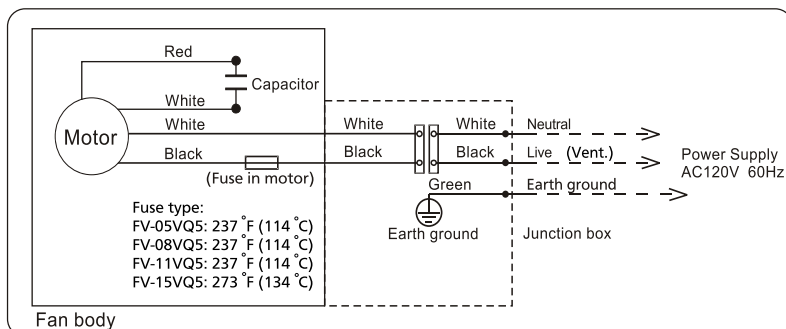 Red
Capacitor
White
White
Motor
Black
(Fuse in motor)
White
Black
White
Black
Green
Neutral
Live (Vent.)
Earth ground
Power Supply
AC120V 60Hz
Earth ground
Junction box
Fuse type:
FV-05VQ5: 237 °F (114 °C)
FV-08VQ5: 237 °F (114 °C)
FV-11VQ5: 237 °F (114 °C)
FV-15VQ5: 273 °F (134 °C)
Fan body